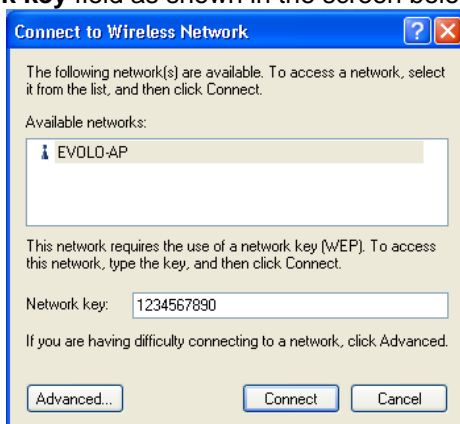 k key field as shown in the screen belo
Connect to Wireless Network
The following network(s) are available. To access a network, select
it from the list, and then click Connect.
Available networks:
EVOLO-AP
This network requires the use of a network key (WEP). To access
this network, type the key, and then click Connect.
Network key: 1234567890
If you are having difficulty connecting to a network, click Advanced.
Advanced... Connect Cancel